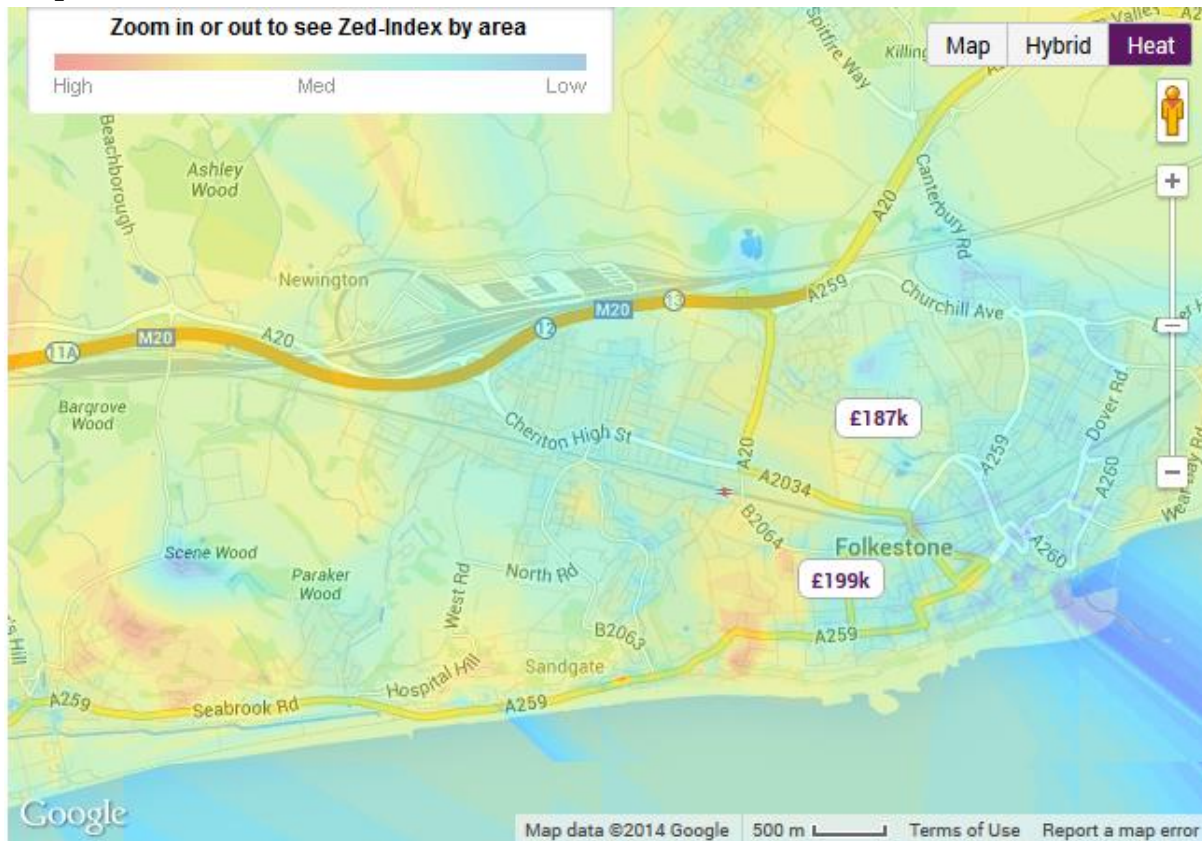 Zoom in or out to see Zed-Index by area
High Med Low
Map Hybrid Heat
Spitfire Way
Beachborough
Ashley
Wood
Canterbury Rd
A20
Newington
A259
Churchill Ave
M20
13
12
M20
A20
11A
Bargrove
Wood
Dover Rd
£187k
Cheriton High St
A20
A259
A260
A2034
B2064
Scene Wood
Folkestone
A260
Paraker
Wood
North Rd
West Rd
£199k
B2063
A259
Sandgate
Hospital Hill
A259
Seabrook Rd
A259
Google
Map data ©2014 Google 500 m Terms of Use Report a map error